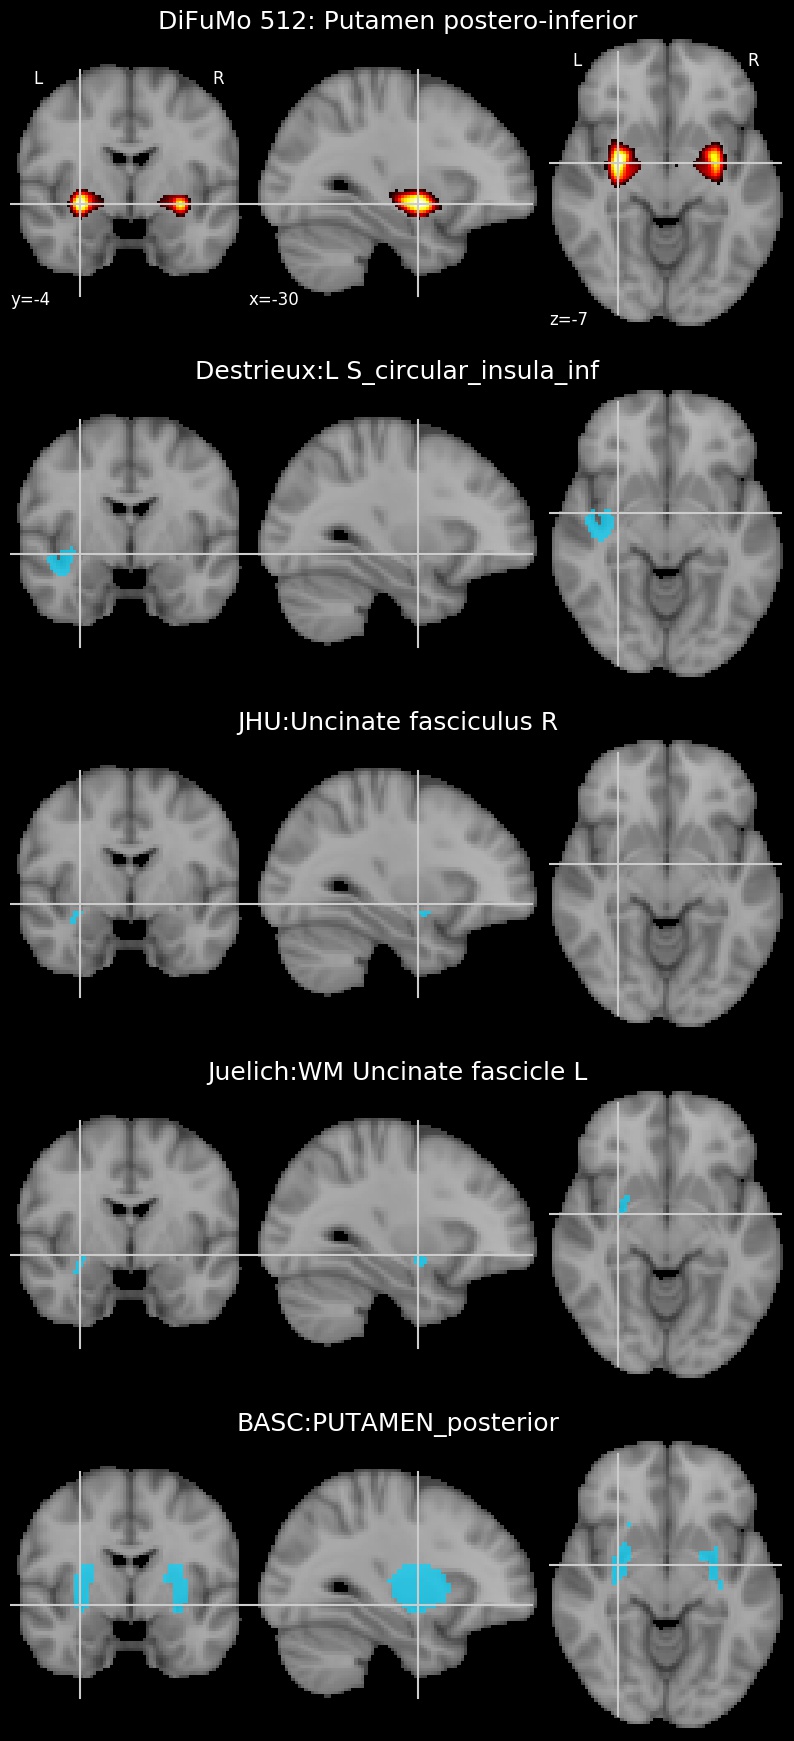 DiFuMo 512: Putamen postero-inferior
L R
L R
y=-4
x=-30
z=-7
Destrieux:L S_circular_insula_inf
JHU:Uncinate fasciculus R
Juelich:WM Uncinate fascicle L
BASC:PUTAMEN_posterior